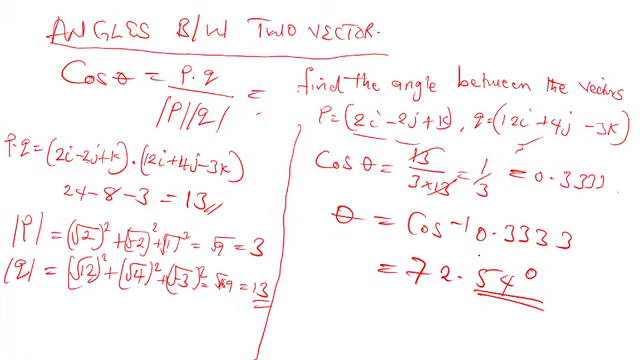 ANGLES B/W TWO VECTOR.
Cos θ = P.q / |P||q| =
P.q = (2i-2j+k).(12i+4j-3k)
24-8-3 = 13//
|P| = (√2)² + (√-2)² + (√1)² = √9 = 3
|q| = (√12)² + (√4)² + (√-3)² = √169 = 13
find the angle between the vectors
P=(2i-2j+k), q=(12i+4j-3k)
Cos θ = 13/3×13 = 1/3 = 0.3333
θ = Cos⁻¹ 0.3333
= 72.54°